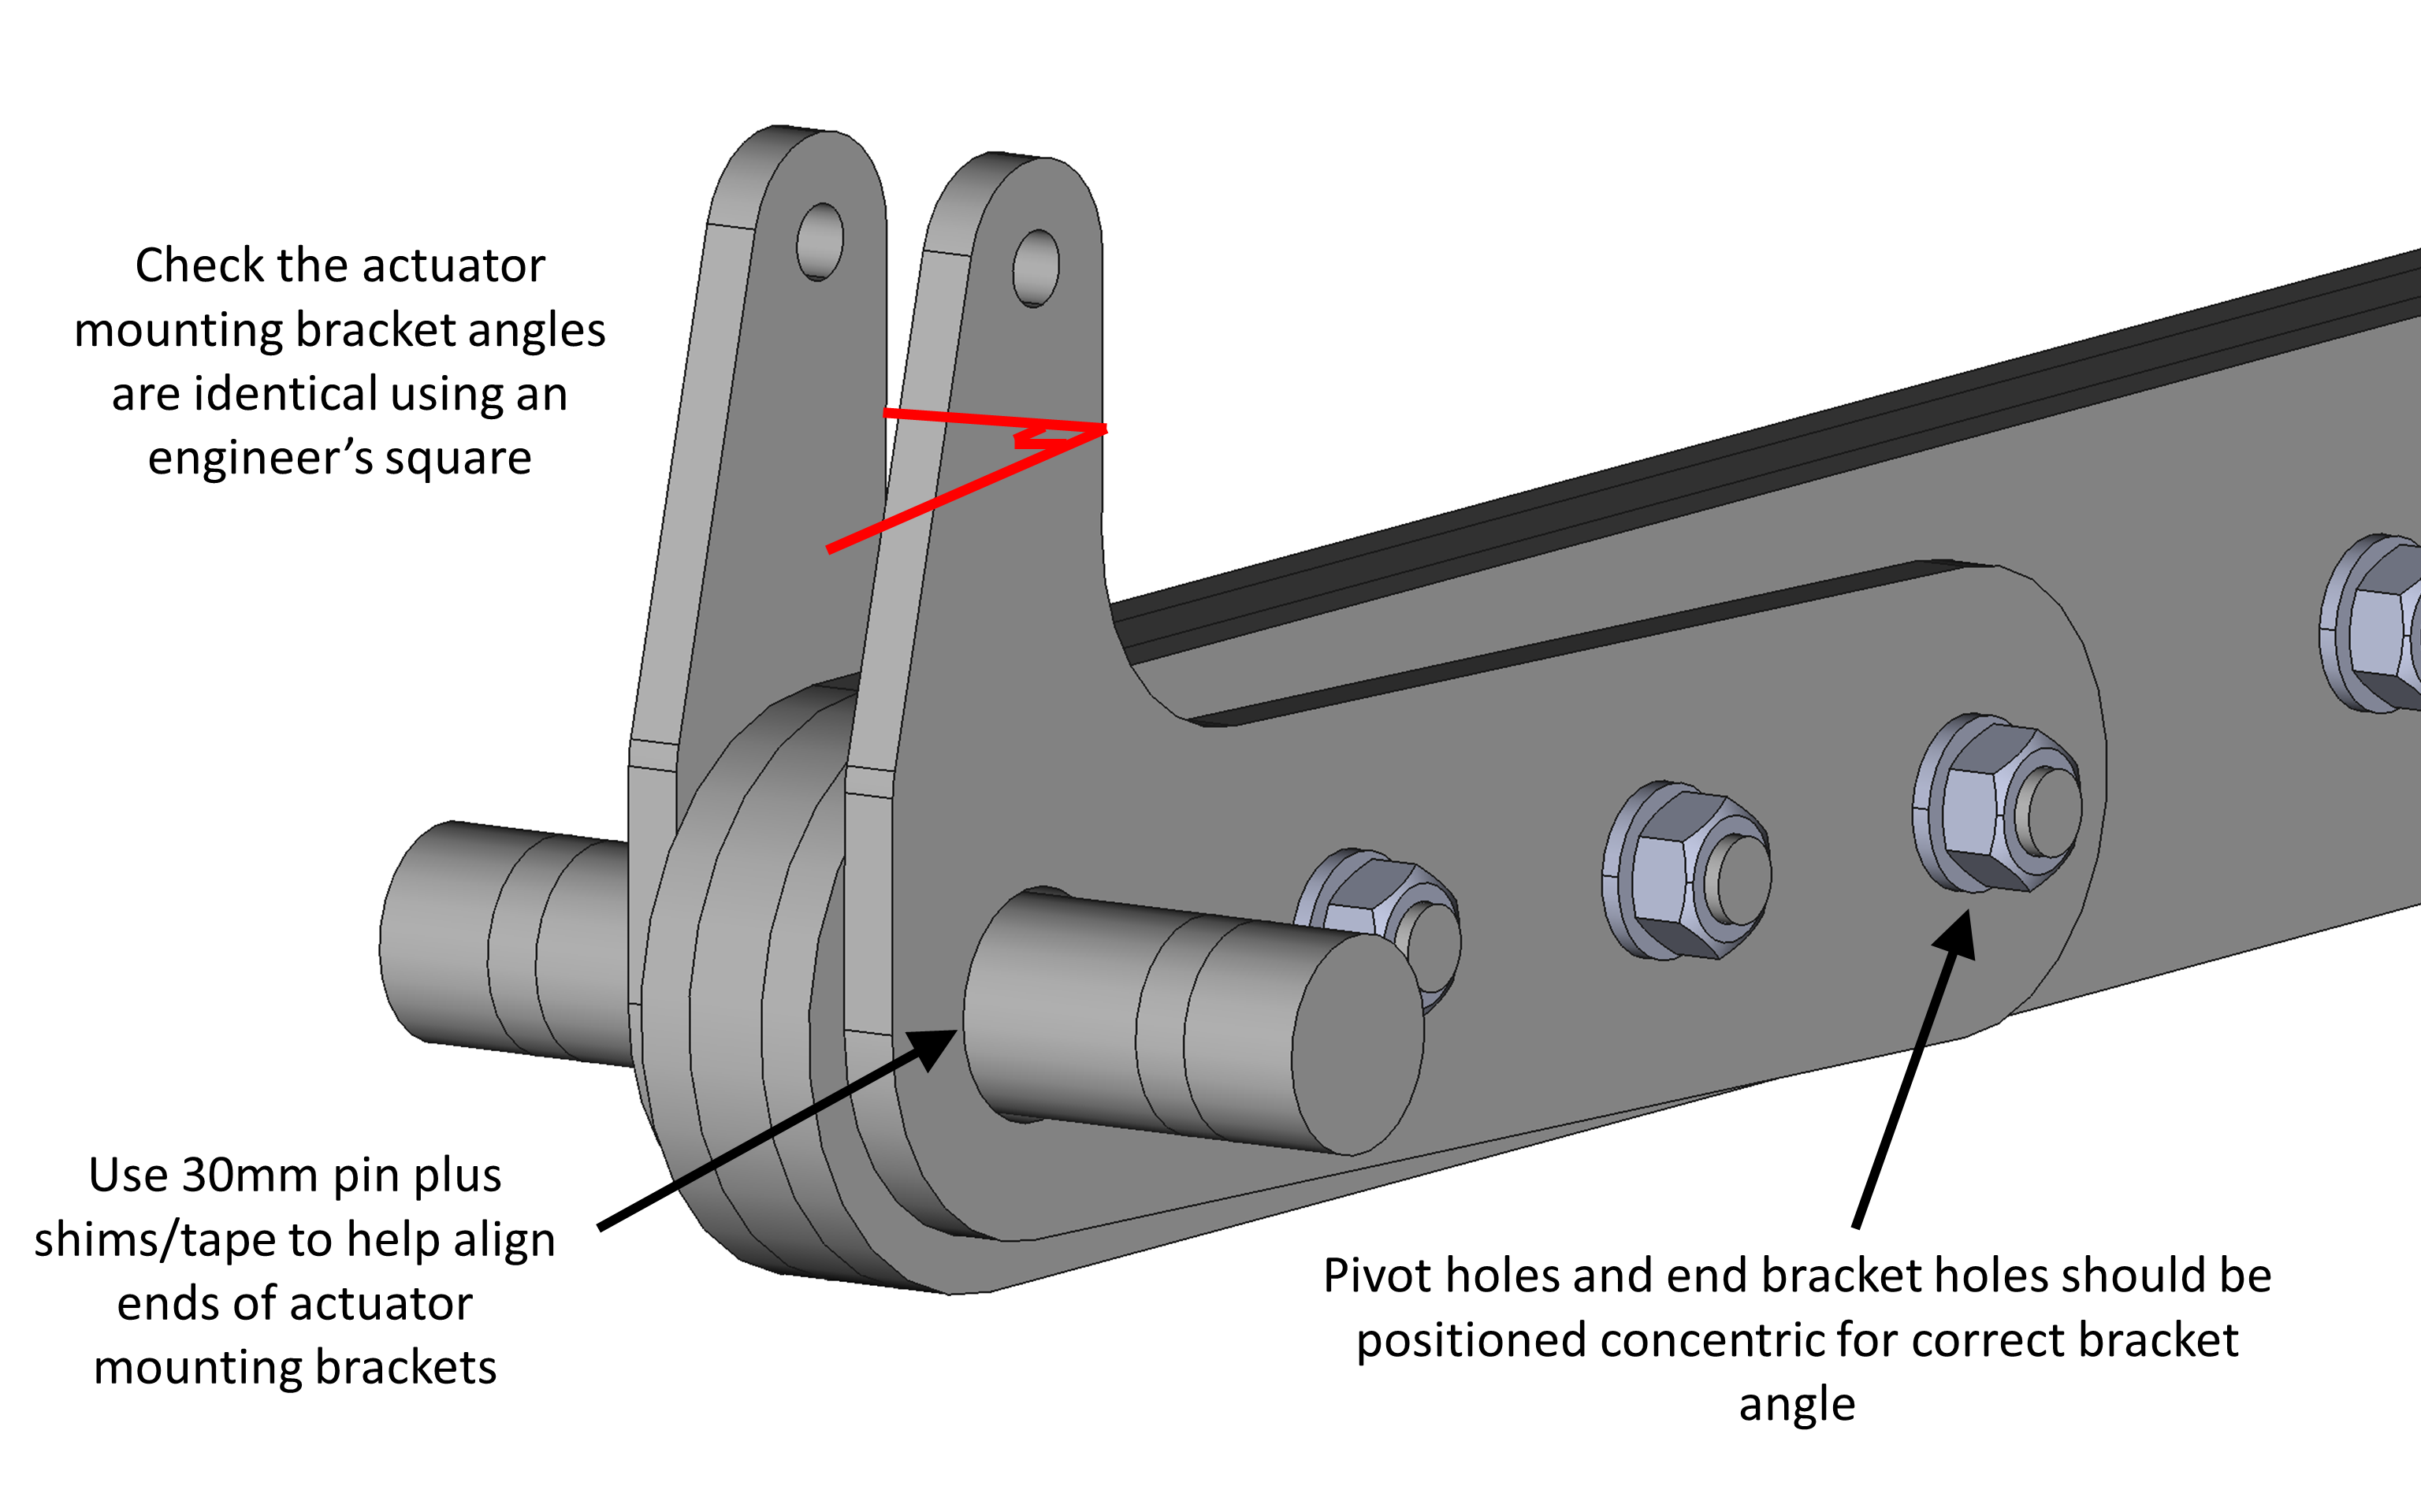 Check the actuator
mounting bracket angles
are identical using an
engineer’s square
Use 30mm pin plus
shims/tape to help align
ends of actuator
mounting brackets
Pivot holes and end bracket holes should be
positioned concentric for correct bracket
angle